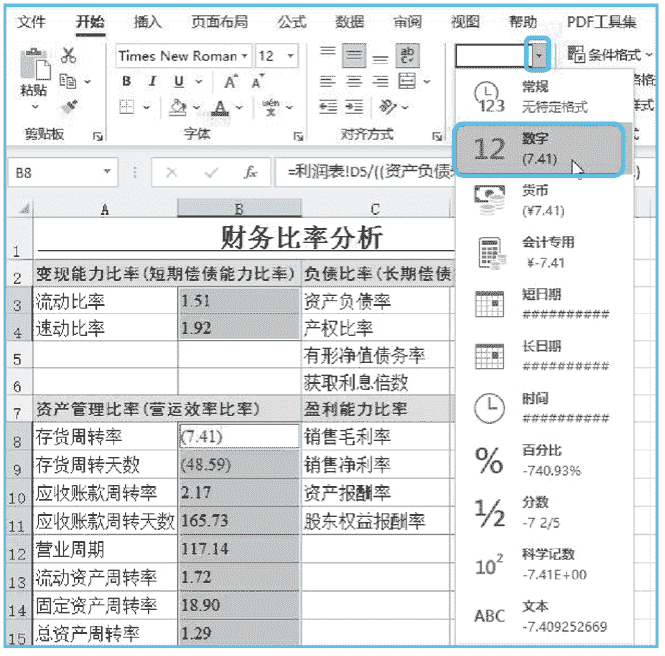 文件 开始 插入 页面布局 公式 数据 审阅 视图 帮助 PDF工具集
粘贴
Times New Roman 12
B I U A A
ab c
条件格式
A wén 文
剪贴板 字体 对齐方式
B8 fx =利润表!D5/((资产负债
常规
123 无特定格式
12 数字
(7.41)
货币
(¥7.41)
会计专用
¥-7.41
短日期
##########
长日期
##########
时间
##########
% 百分比
-740.93%
½ 分数
-7 2/5
10² 科学记数
-7.41E+00
ABC 文本
-7.409252669
A B C
1 财务比率分析
2 变现能力比率(短期偿债能力比率) 负债比率(长期偿债
3 流动比率 1.51 资产负债率
4 速动比率 1.92 产权比率
5 有形净值债务率
6 获取利息倍数
7 资产管理比率(营运效率比率) 盈利能力比率
8 存货周转率 (7.41) 销售毛利率
9 存货周转天数 (48.59) 销售净利率
10 应收账款周转率 2.17 资产报酬率
11 应收账款周转天数 165.73 股东权益报酬率
12 营业周期 117.14
13 流动资产周转率 1.72
14 固定资产周转率 18.90
15 总资产周转率 1.29